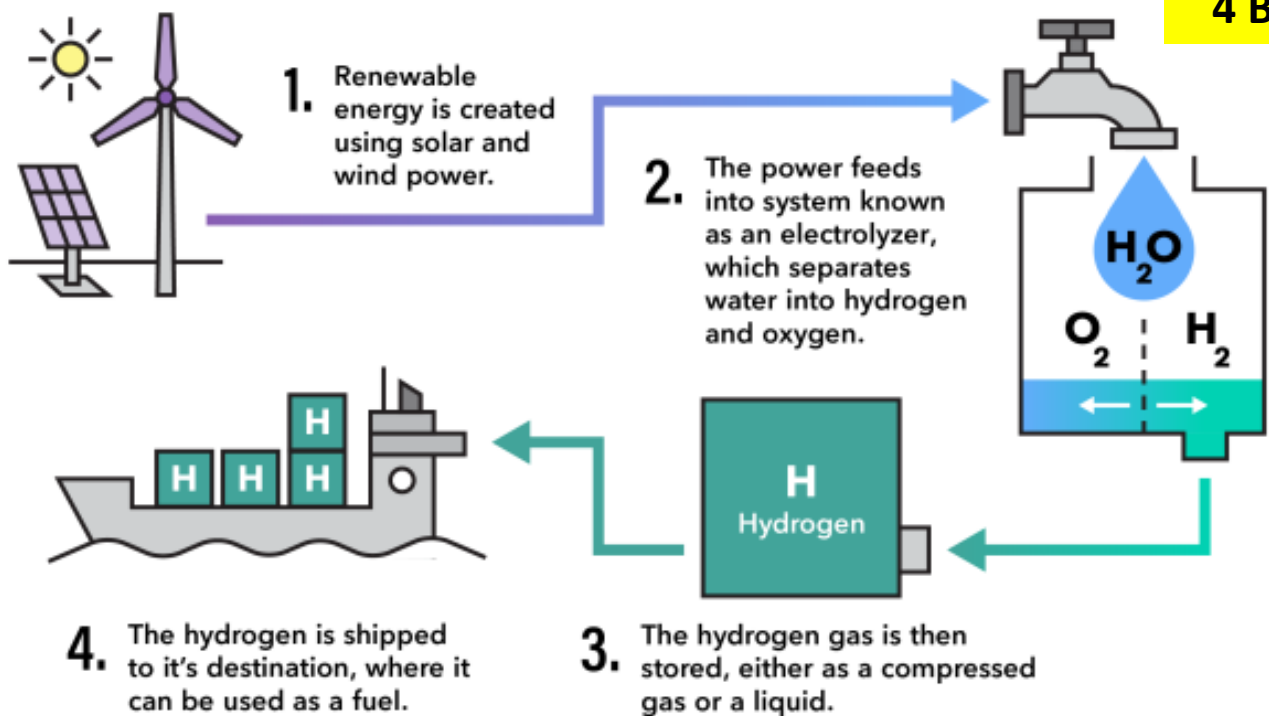 4 B
1. Renewable
energy is created
using solar and
wind power.
2. The power feeds
into system known
as an electrolyzer,
which separates
water into hydrogen
and oxygen.
H₂O
O₂ H₂
H
H H H
H
Hydrogen
4. The hydrogen is shipped
to it's destination, where it
can be used as a fuel.
3. The hydrogen gas is then
stored, either as a compressed
gas or a liquid.